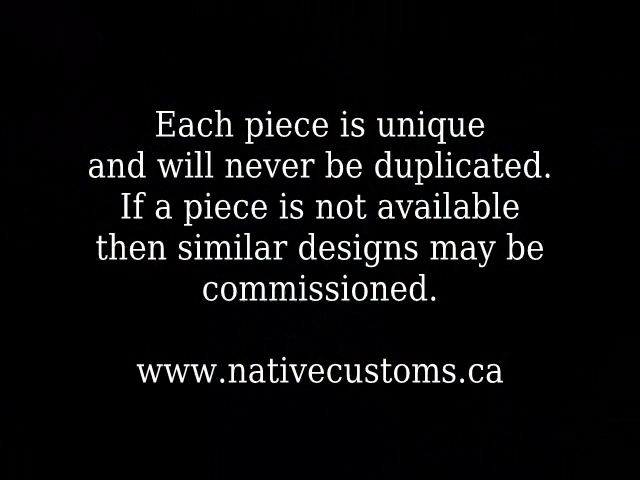 Each piece is unique
and will never be duplicated.
If a piece is not available
then similar designs may be
commissioned.
www.nativecustoms.ca